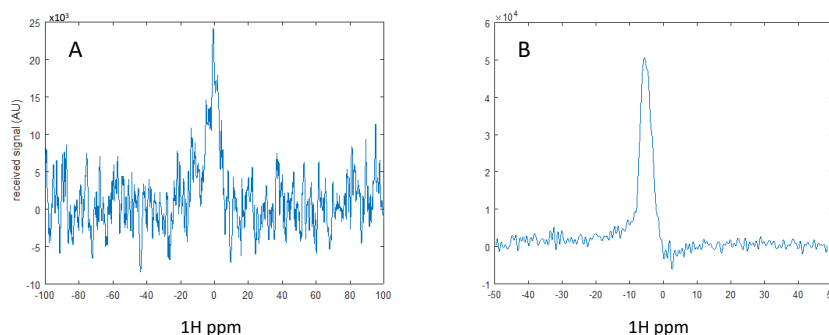 x10³
A
25
20
15
10
5
0
-5
-10
received signal (AU)
-100 -80 -60 -40 -20 0 20 40 60 80 100
1H ppm
×10⁴
B
6
5
4
3
2
1
0
-1
-50 -40 -30 -20 -10 0 10 20 30 40 50
1H ppm